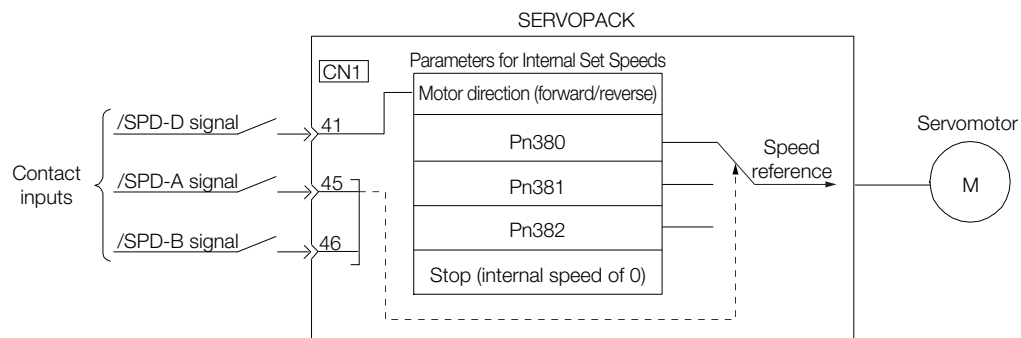 SERVOPACK
CN1
Parameters for Internal Set Speeds
Motor direction (forward/reverse)
/SPD-D signal
41
Pn380
Speed
reference
Servomotor
M
Contact
inputs
/SPD-A signal
45
Pn381
/SPD-B signal
46
Pn382
Stop (internal speed of 0)